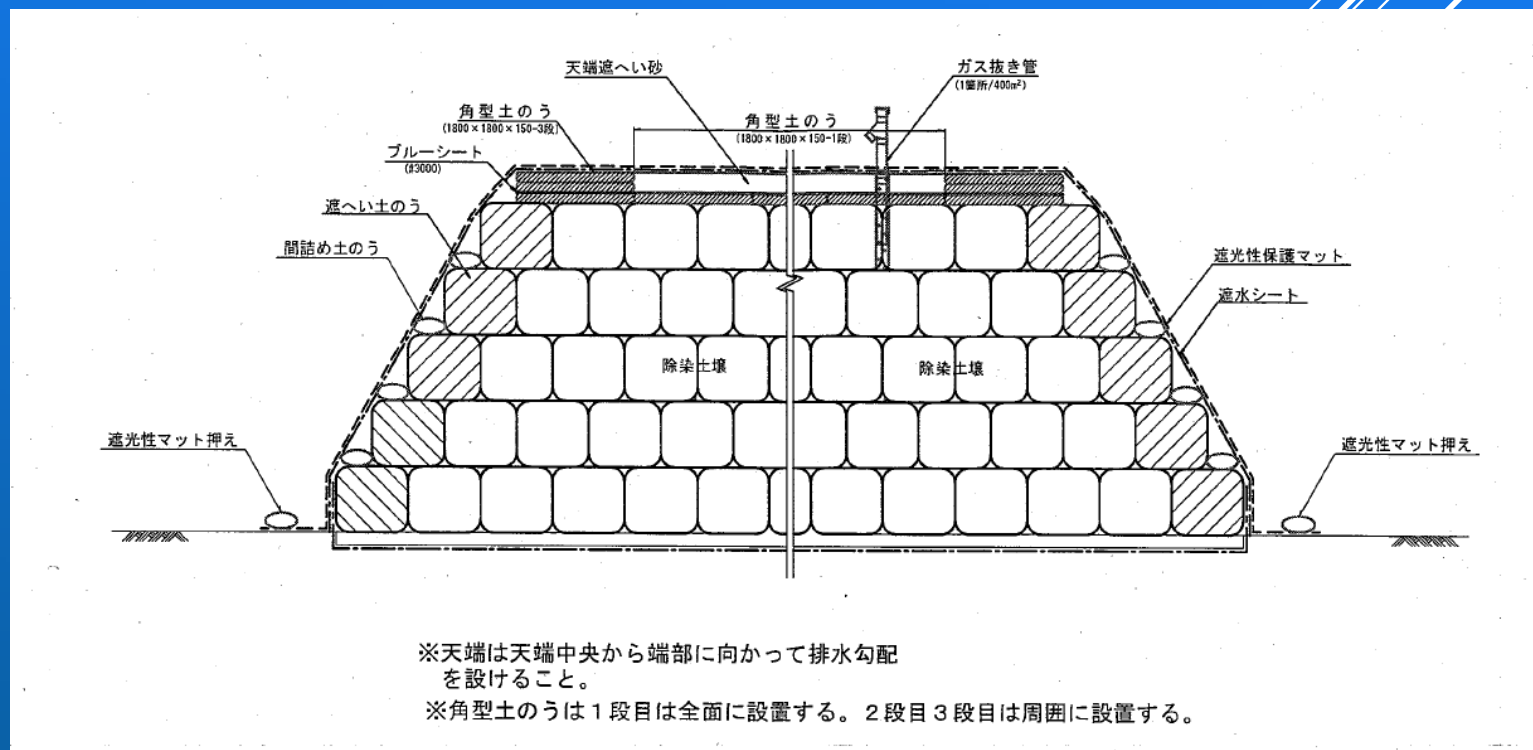 天端遮へい砂
ガス抜き管
(1箇所/400m²)
角型土のう
(1800×1800×150-3段)
角型土のう
(1800×1800×150-1段)
ブルーシート
(#3000)
遮へい土のう
間詰め土のう
遮光性保護マット
遮水シート
除染土壌
除染土壌
遮光性マット押え
遮光性マット押え
※天端は天端中央から端部に向かって排水勾配
を設けること。
※角型土のうは1段目は全面に設置する。2段目3段目は周囲に設置する。